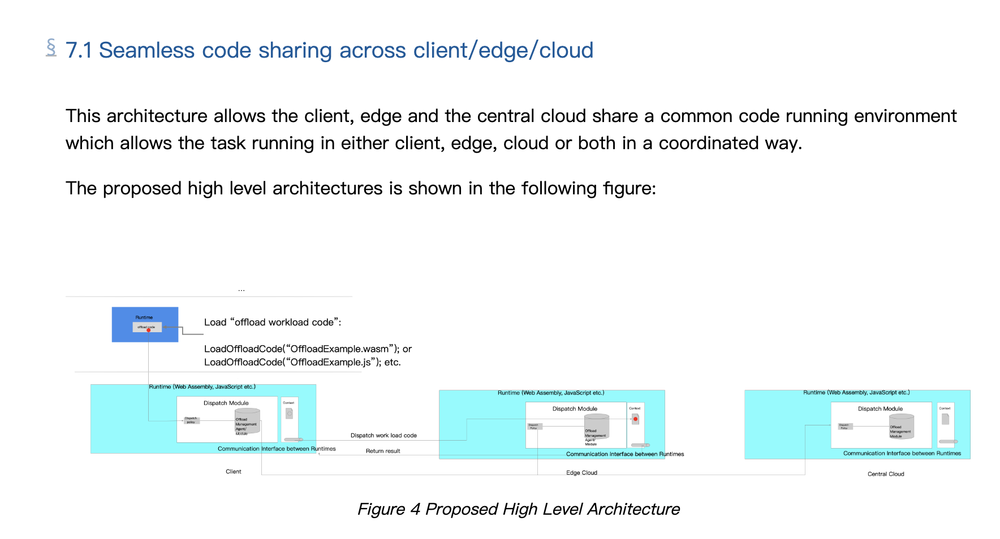 § 7.1 Seamless code sharing across client/edge/cloud
This architecture allows the client, edge and the central cloud share a common code running environment
which allows the task running in either client, edge, cloud or both in a coordinated way.
The proposed high level architectures is shown in the following figure:
...
Runtime
offload code
Load “offload workload code”:
LoadOffloadCode(“OffloadExample.wasm”); or
LoadOffloadCode(“OffloadExample.js”); etc.
Runtime (Web Assembly, JavaScript etc.)
Dispatch Module
Context
Dispatch
policy
Offload
Management
Agent/
Module
Communication Interface between Runtimes
Client
Dispatch work load code
Return result
Runtime (Web Assembly, JavaScript etc.)
Dispatch Module
Context
Dispatch
Policy
Offload
Management
Agent/
Module
Communication Interface between Runtimes
Edge Cloud
Runtime (Web Assembly, JavaScript etc.)
Dispatch Module
Context
Dispatch
Policy
Offload
Management
Module
Communication Interface between Runtimes
Central Cloud
Figure 4 Proposed High Level Architecture